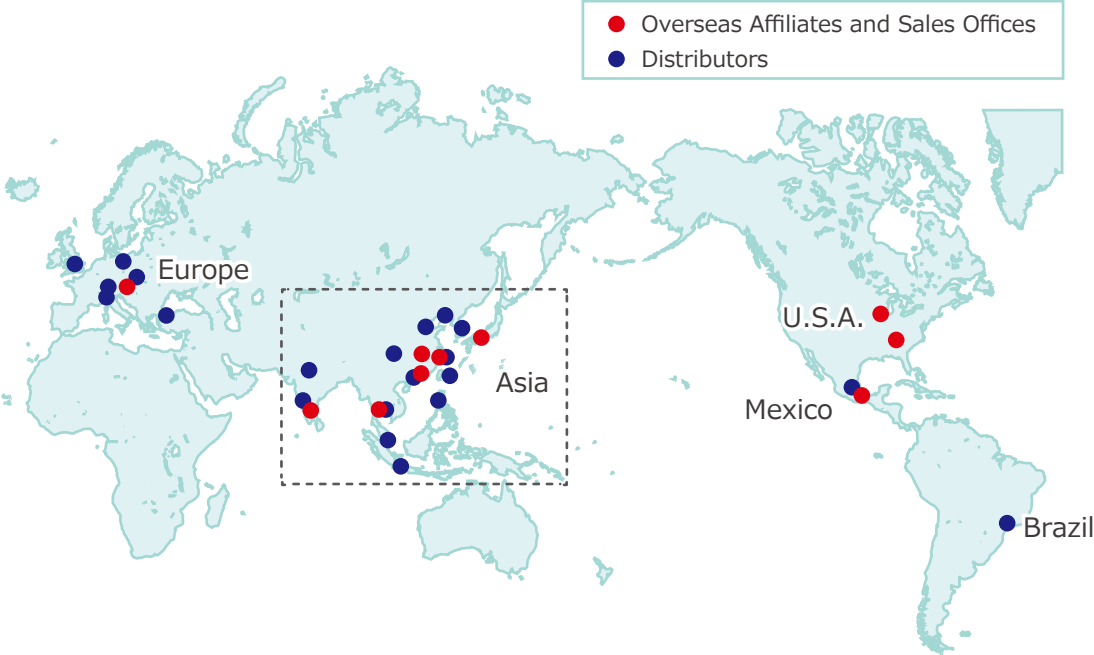 Overseas Affiliates and Sales Offices
Distributors
Europe
U.S.A.
Asia
Mexico
Brazil